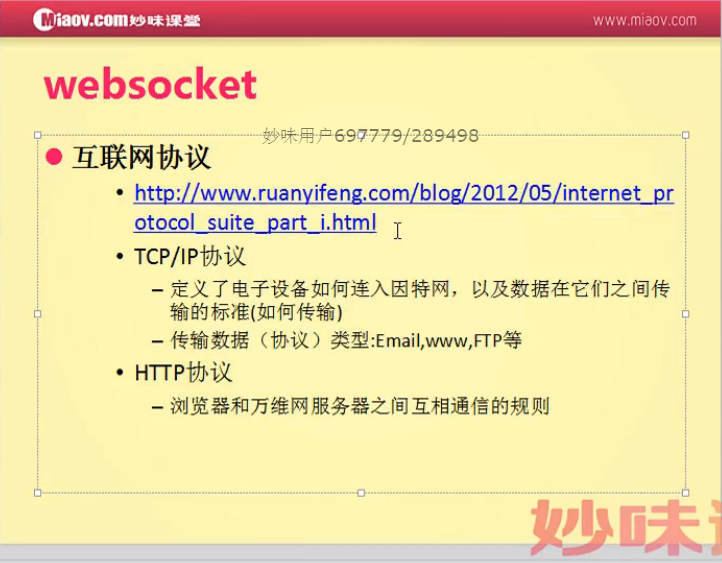 Miaov.com妙味课堂
www.miaov.com
websocket
妙味用户697779/289498
互联网协议
http://www.ruanyifeng.com/blog/2012/05/internet_pr
otocol_suite_part_i.html
TCP/IP协议
定义了电子设备如何连入因特网，以及数据在它们之间传
输的标准(如何传输)
传输数据（协议）类型:Email,www,FTP等
HTTP协议
浏览器和万维网服务器之间互相通信的规则
妙味